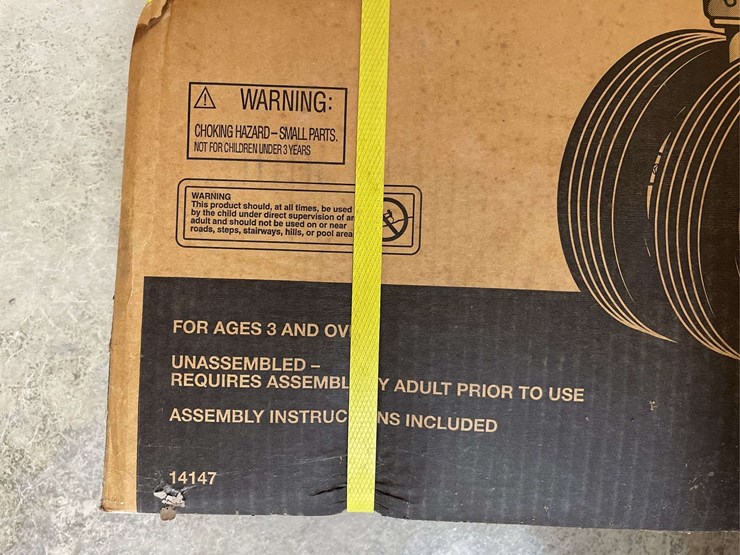 WARNING:
CHOKING HAZARD – SMALL PARTS.
NOT FOR CHILDREN UNDER 3 YEARS
WARNING
This product should, at all times, be used
by the child under direct supervision of an
adult and should not be used on or near
roads, steps, stairways, hills, or pool area
FOR AGES 3 AND OV
UNASSEMBLED –
REQUIRES ASSEMBL Y ADULT PRIOR TO USE
ASSEMBLY INSTRUC NS INCLUDED
14147